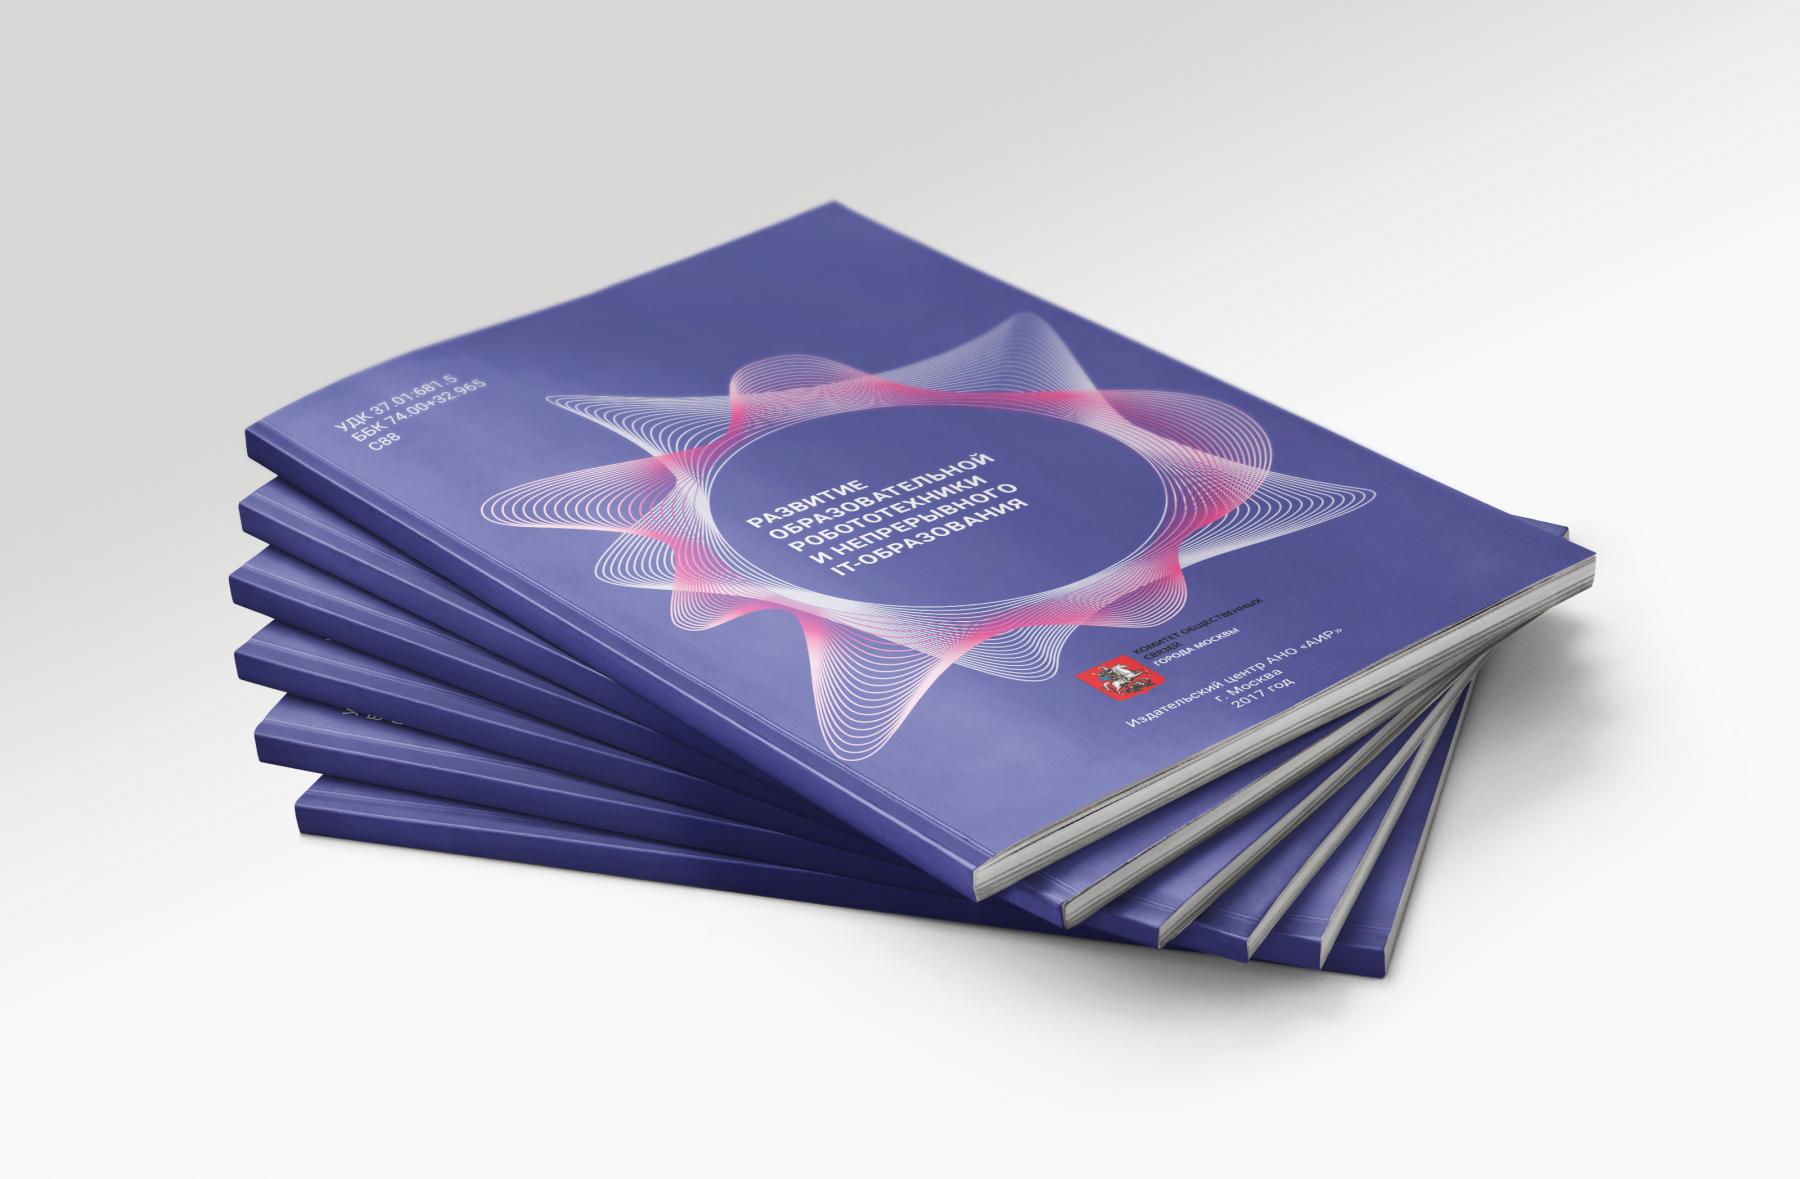 УДК 37.01:681.5
ББК 74.00+32.965
С88
РАЗВИТИЕ
ОБРАЗОВАТЕЛЬНОЙ
РОБОТОТЕХНИКИ
И НЕПРЕРЫВНОГО
IT-ОБРАЗОВАНИЯ
КОМИТЕТ ОБЩЕСТВЕННЫХ
СВЯЗЕЙ
ГОРОДА МОСКВЫ
Издательский центр АНО «АИР»
г. Москва
2017 год